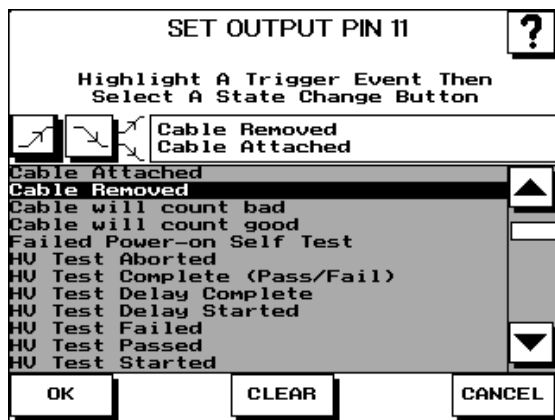 SET OUTPUT PIN 11
?
Highlight A Trigger Event Then
Select A State Change Button
Cable Removed
Cable Attached
Cable Attached
Cable Removed
Cable will count bad
Cable will count good
Failed Power-on Self Test
HV Test Aborted
HV Test Complete (Pass/Fail)
HV Test Delay Complete
HV Test Delay Started
HV Test Failed
HV Test Passed
HV Test Started
OK
CLEAR
CANCEL